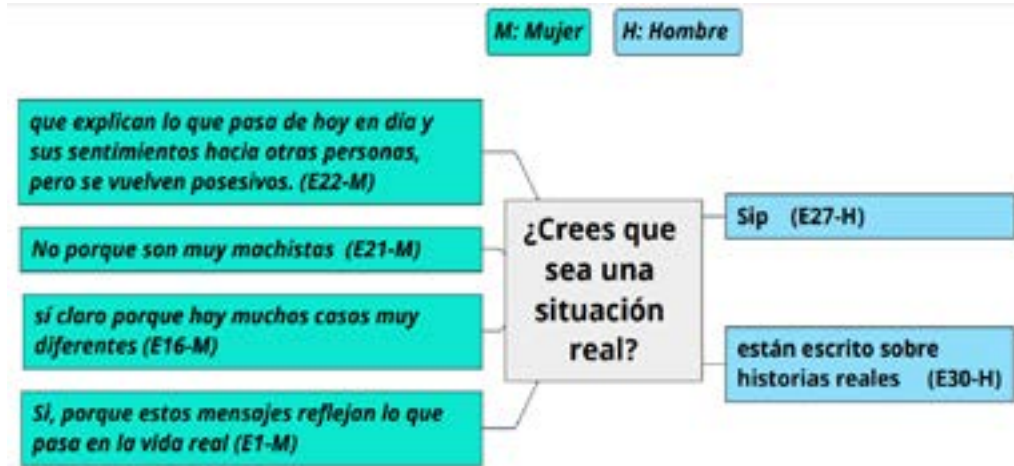 M: Mujer
H: Hombre
que explican lo que pasa de hoy en día y
sus sentimientos hacia otras personas,
pero se vuelven posesivos. (E22-M)
No porque son muy machistas (E21-M)
sí claro porque hay muchos casos muy
diferentes (E16-M)
Si, porque estos mensajes reflejan lo que
pasa en la vida real (E1-M)
¿Crees que
sea una
situación
real?
Sip (E27-H)
están escrito sobre
historias reales (E30-H)